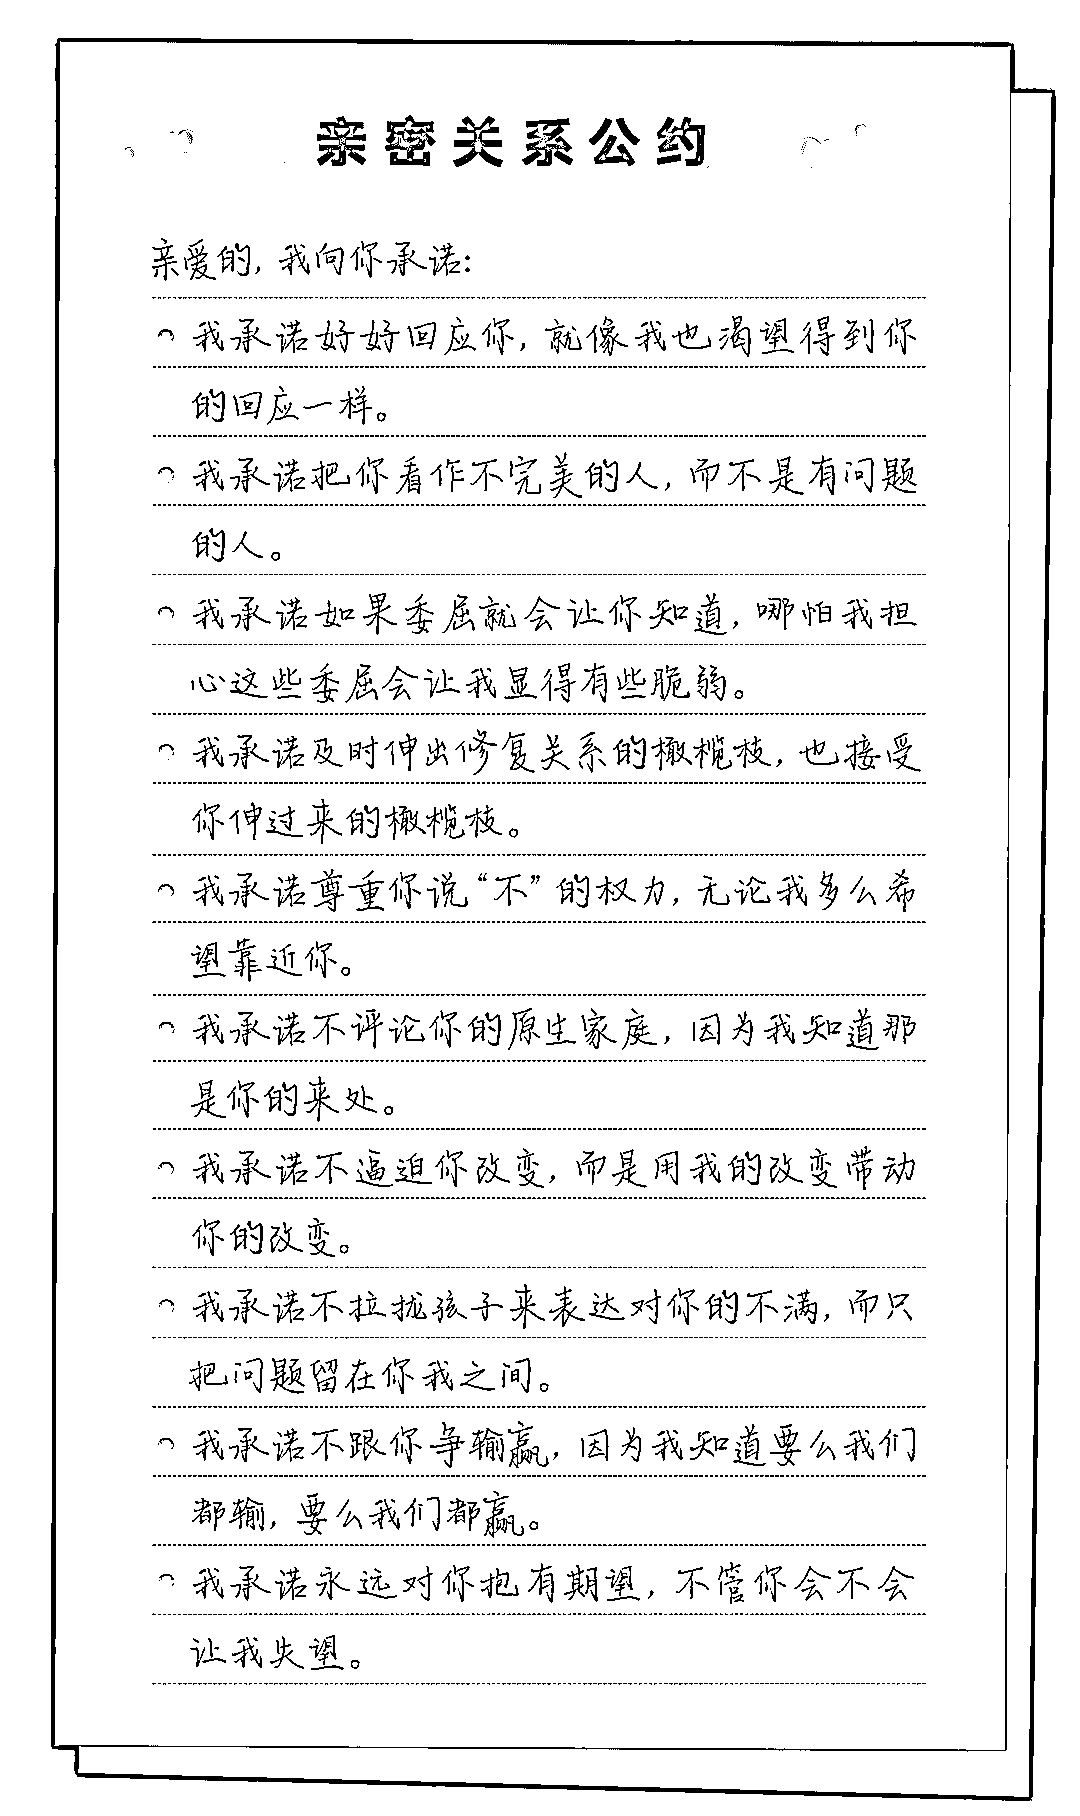 亲密关系公约
亲爱的，我向你承诺：
我承诺好好回应你，就像我也渴望得到你
的回应一样。
我承诺把你看作不完美的人，而不是有问题
的人。
我承诺如果委屈就会让你知道，哪怕我担
心这些委屈会让我显得有些脆弱。
我承诺及时伸出修复关系的橄榄枝，也接受
你伸过来的橄榄枝。
我承诺尊重你说“不”的权力，无论我多么希
望靠近你。
我承诺不评论你的原生家庭，因为我知道那
是你的来处。
我承诺不逼迫你改变，而是用我的改变带动
你的改变。
我承诺不拉拢孩子来表达对你的不满，而只
把问题留在你我之间。
我承诺不跟你争输赢，因为我知道要么我们
都输，要么我们都赢。
我承诺永远对你抱有期望，不管你会不会
让我失望。